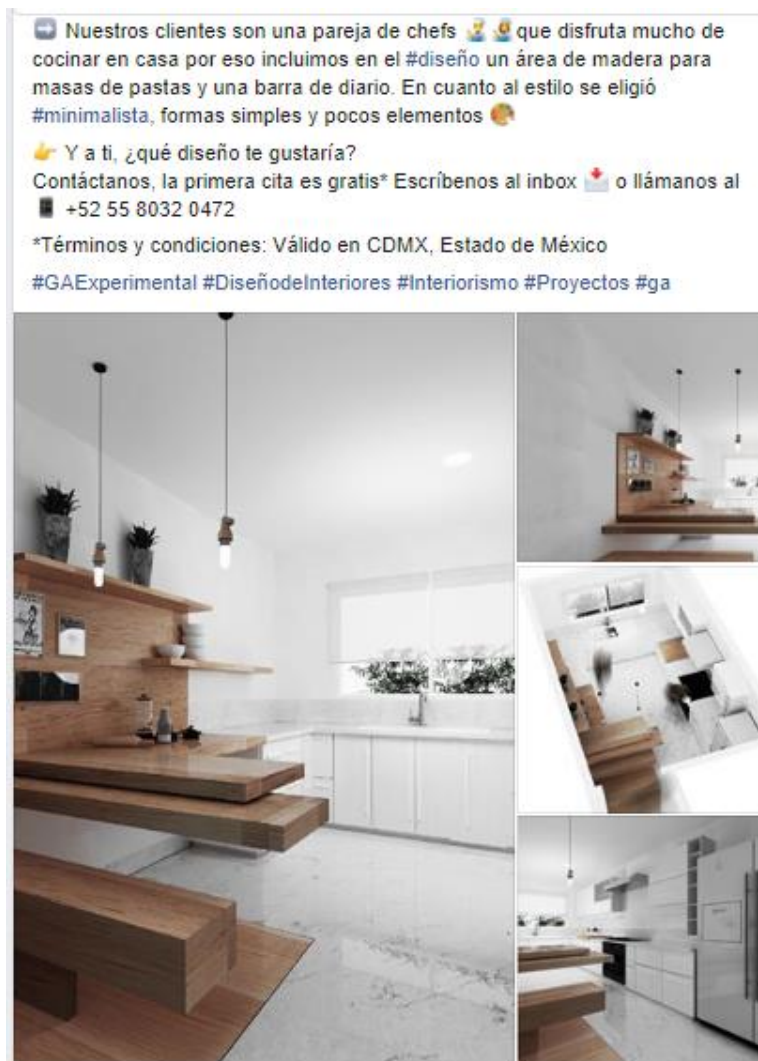 ➡️ Nuestros clientes son una pareja de chefs 👨‍🍳 👩‍🍳 que disfruta mucho de
cocinar en casa por eso incluimos en el #diseño un área de madera para
masas de pastas y una barra de diario. En cuanto al estilo se eligió
#minimalista, formas simples y pocos elementos 🎨
👉 Y a ti, ¿qué diseño te gustaría?
Contáctanos, la primera cita es gratis* Escríbenos al inbox 📩 o llámanos al
📱 +52 55 8032 0472
*Términos y condiciones: Válido en CDMX, Estado de México
#GAExperimental #DiseñodeInteriores #Interiorismo #Proyectos #ga